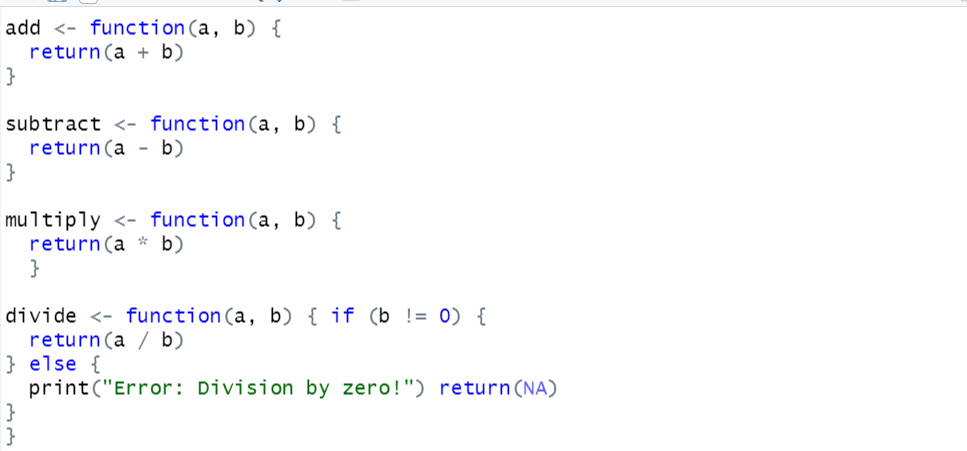 add <- function(a, b) {
  return(a + b)
}

subtract <- function(a, b) {
  return(a - b)
}

multiply <- function(a, b) {
  return(a * b)
  }

divide <- function(a, b) { if (b != 0) {
  return(a / b)
} else {
  print("Error: Division by zero!") return(NA)
}
}